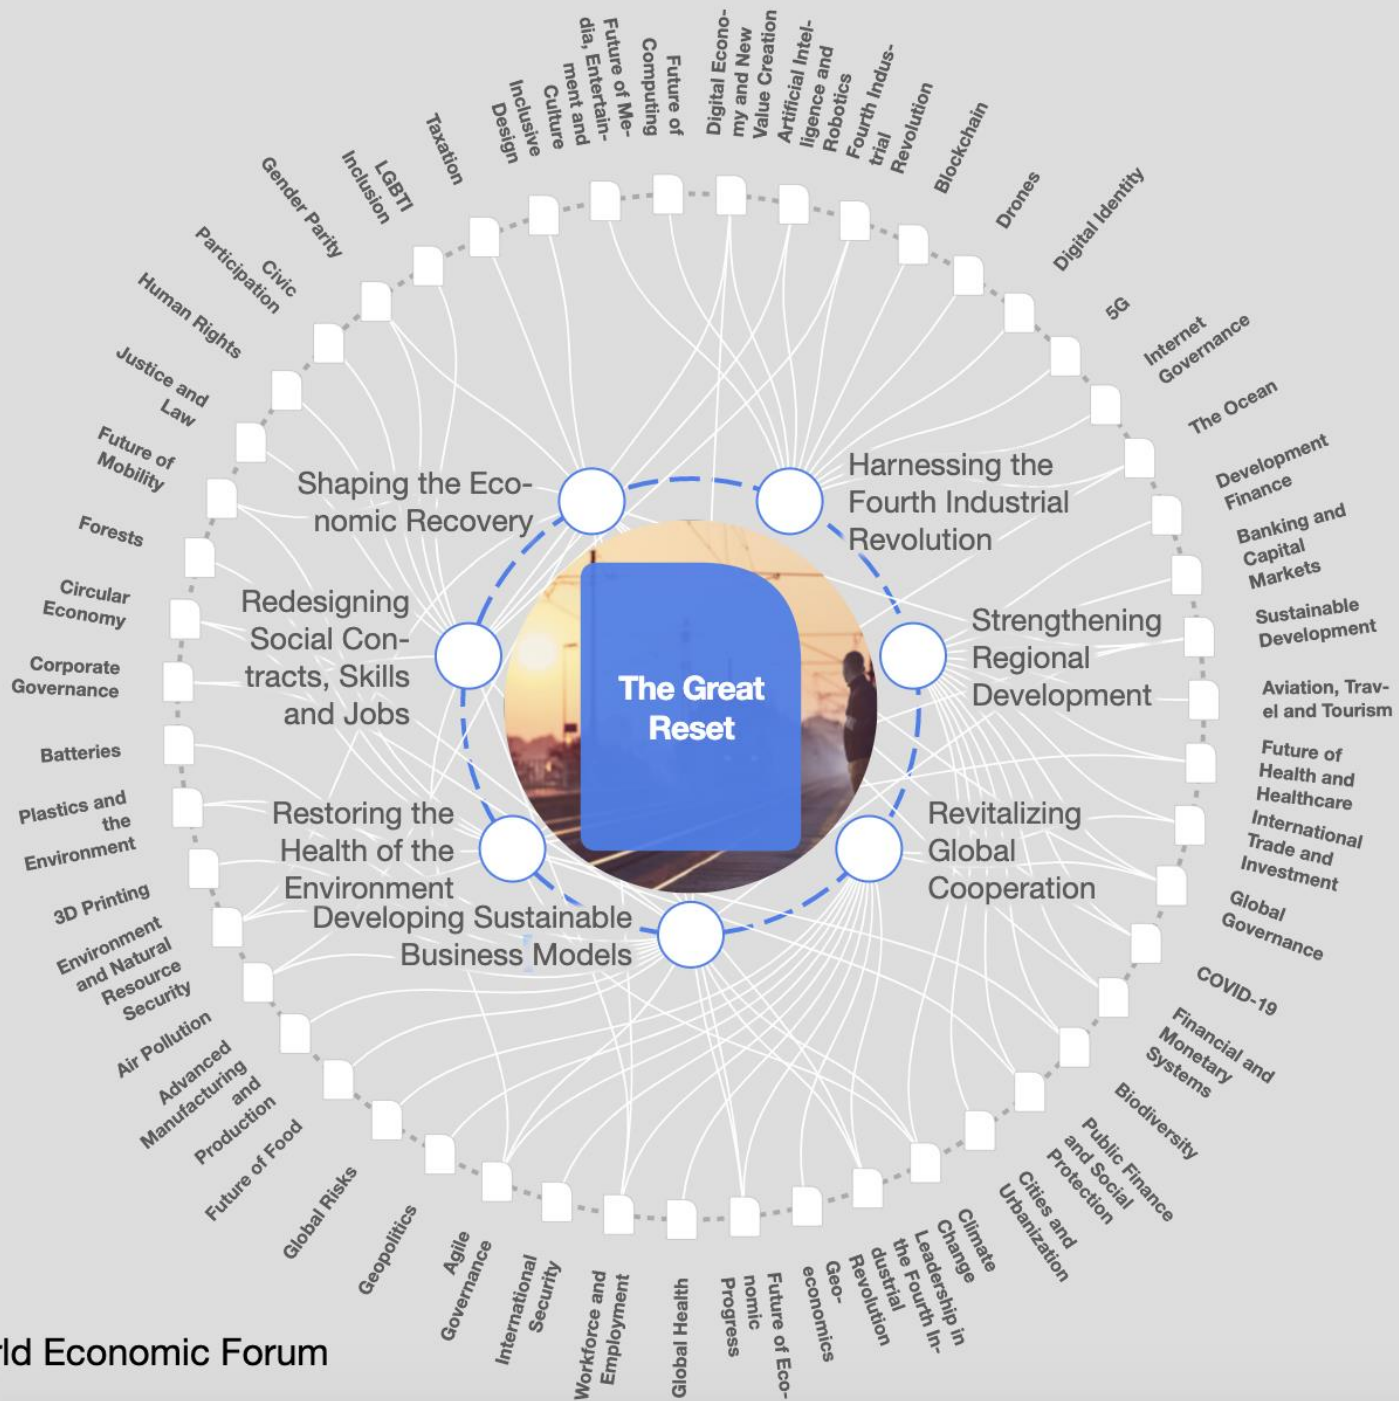 The Great
Reset
Shaping the Eco-
nomic Recovery
Harnessing the
Fourth Industrial
Revolution
Strengthening
Regional
Development
Revitalizing
Global
Cooperation
Developing Sustainable
Business Models
Restoring the
Health of the
Environment
Redesigning
Social Con-
tracts, Skills
and Jobs
Digital Econo-
my and New
Value Creation
Artificial Intel-
ligence and
Robotics
Fourth Indus-
trial
Revolution
Blockchain
Drones
Digital Identity
5G
Internet
Governance
The Ocean
Development
Finance
Banking and
Capital
Markets
Sustainable
Development
Aviation, Trav-
el and Tourism
Future of
Health and
Healthcare
International
Trade and
Investment
Global
Governance
COVID-19
Financial and
Monetary
Systems
Biodiversity
Public Finance
and Social
Protection
Cities and
Urbanization
Climate
Change
Leadership in
the Fourth In-
dustrial
Revolution
Geo-
economics
Future of Eco-
nomic
Progress
Global Health
Workforce and
Employment
International
Security
Agile
Governance
Geopolitics
Global Risks
Future of Food
Advanced
Manufacturing
and
Production
Air Pollution
Environment
and Natural
Resource
Security
3D Printing
Plastics and
the
Environment
Batteries
Corporate
Governance
Circular
Economy
Forests
Future of
Mobility
Justice and
Law
Human Rights
Civic
Participation
Gender Parity
LGBTI
Inclusion
Taxation
Inclusive
Design
Future of Me-
dia, Entertain-
ment and
Culture
Future of
Computing
rld Economic Forum